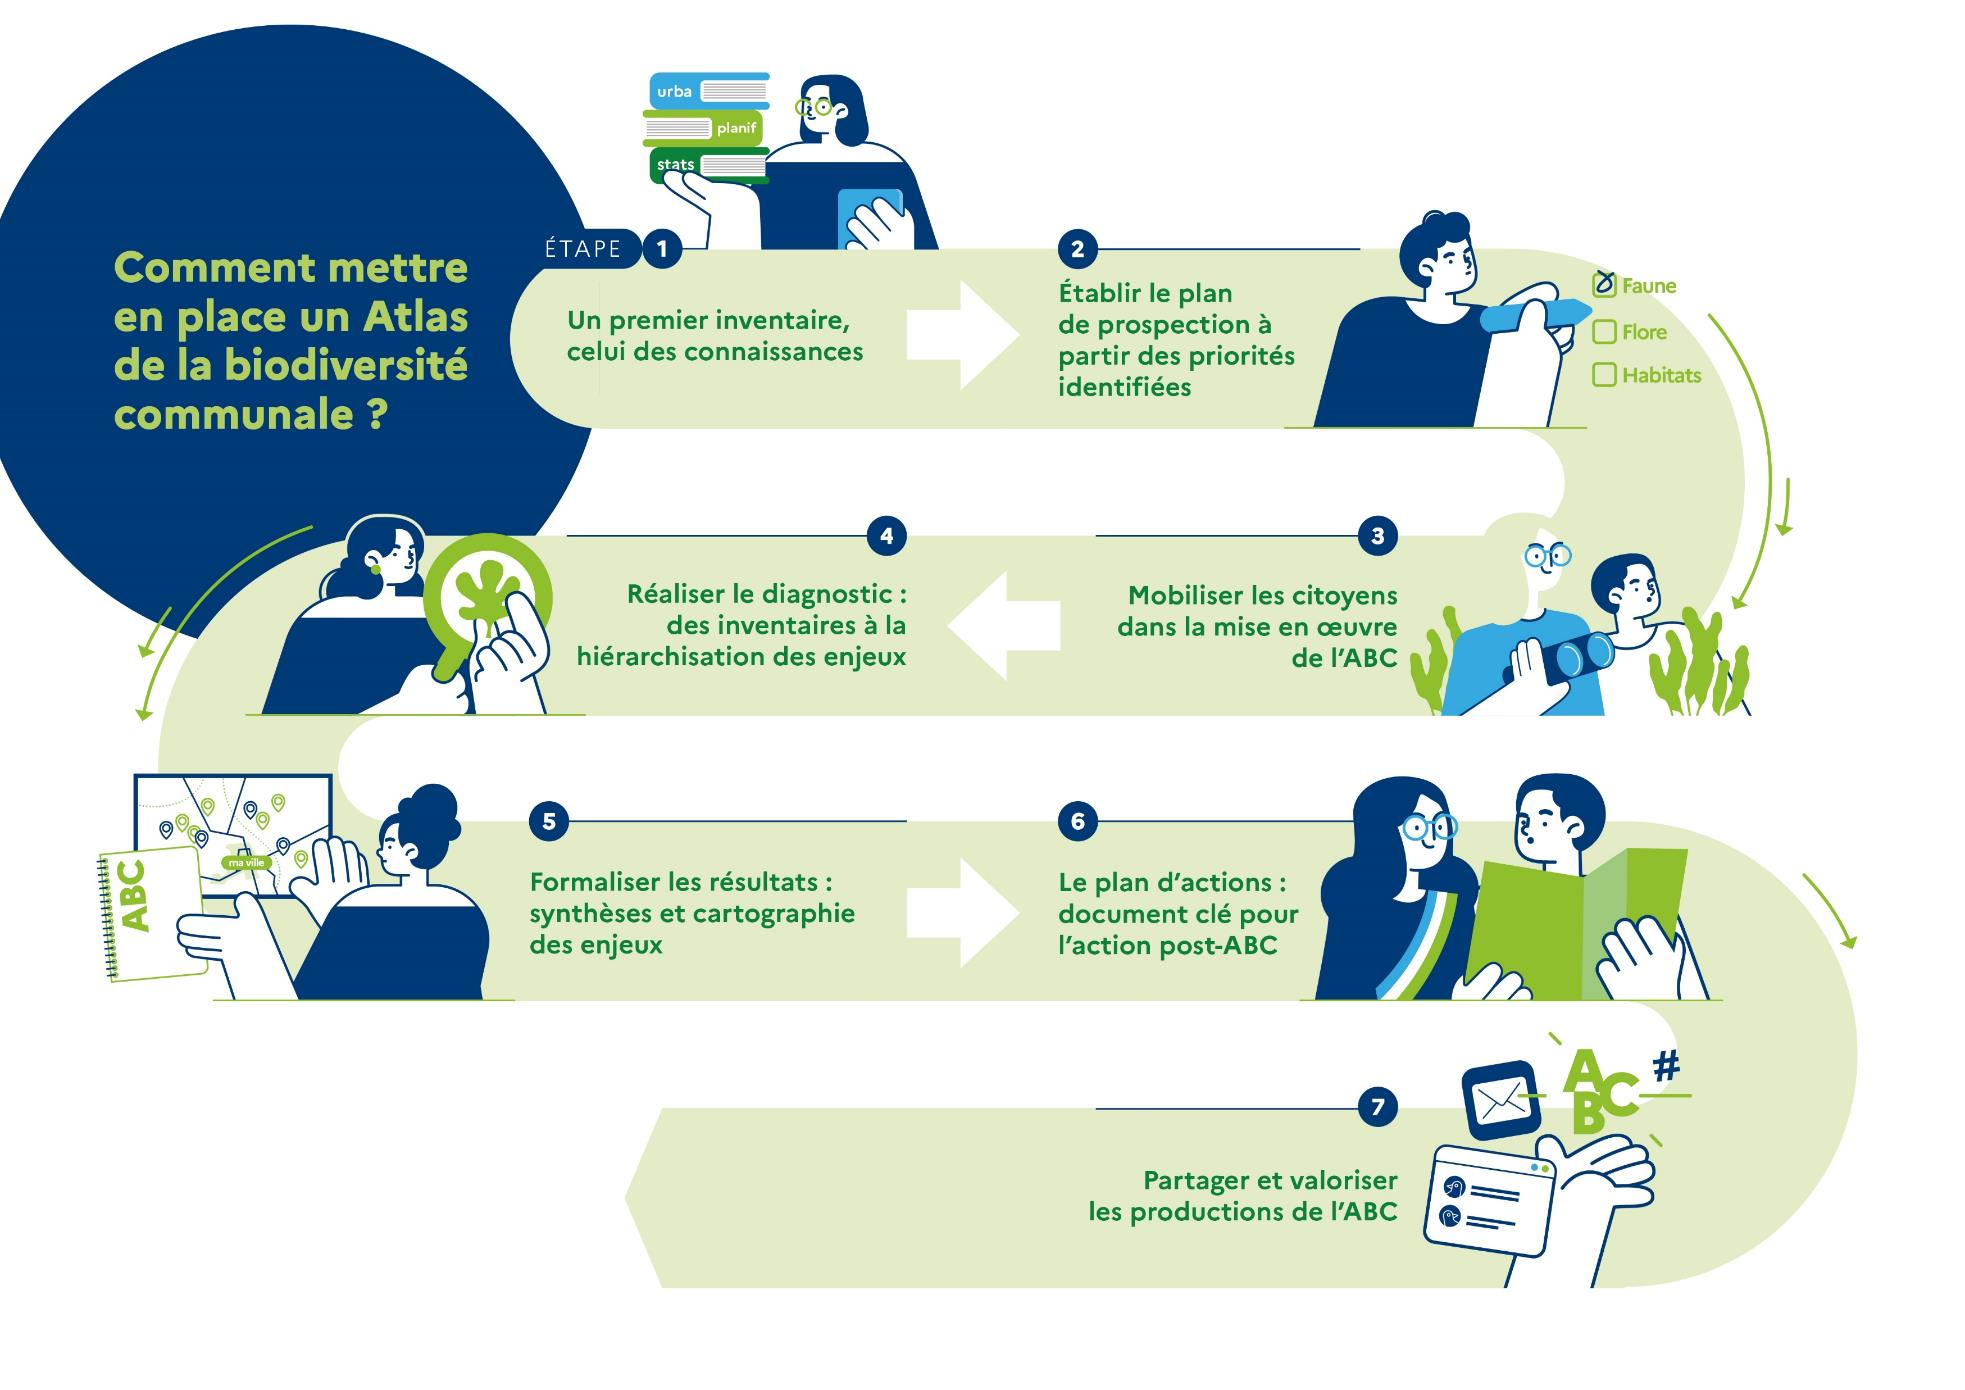 Comment mettre
en place un Atlas
de la biodiversité
communale ?
urba
planif
stats
ÉTAPE 1
Un premier inventaire,
celui des connaissances
2
Établir le plan
de prospection à
partir des priorités
identifiées
Faune
Flore
Habitats
3
Mobiliser les citoyens
dans la mise en œuvre
de l’ABC
4
Réaliser le diagnostic :
des inventaires à la
hiérarchisation des enjeux
ma ville
ABC
5
Formaliser les résultats :
synthèses et cartographie
des enjeux
6
Le plan d’actions :
document clé pour
l’action post-ABC
7
Partager et valoriser
les productions de l’ABC
ABC
#